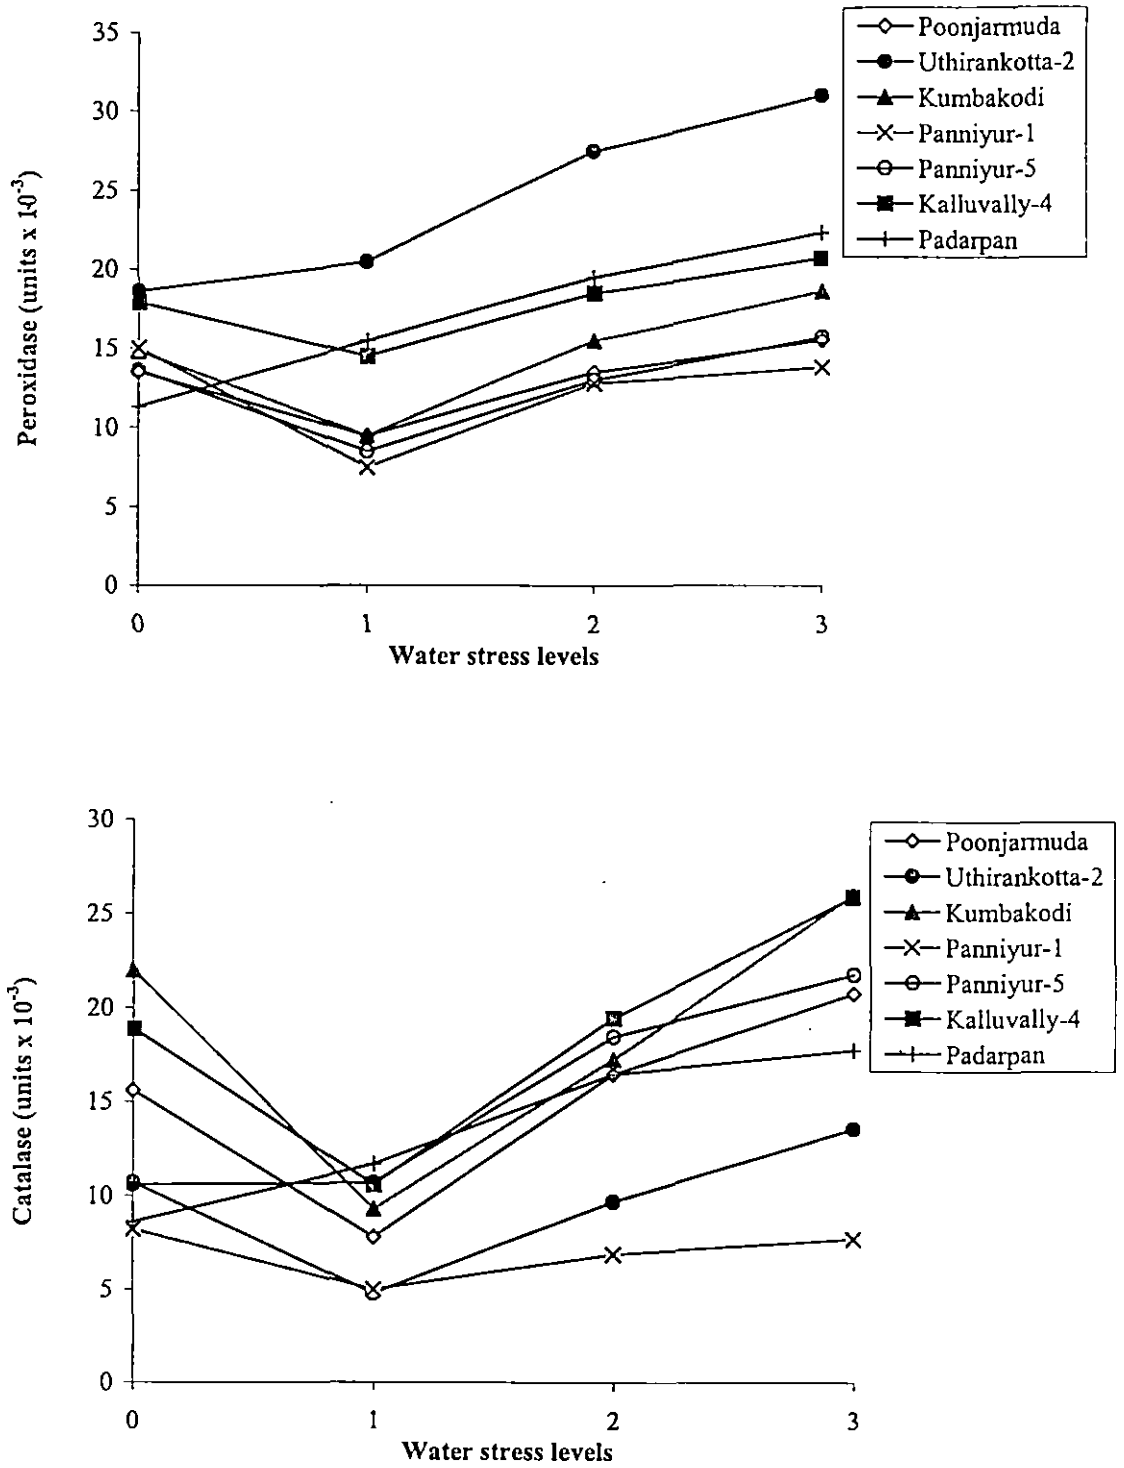 35
30
25
20
15
10
5
0
Peroxidase (units x 10⁻³)
0 1 2 3
Water stress levels
Poonjarmuda
Uthirankotta-2
Kumbakodi
Panniyur-1
Panniyur-5
Kalluvally-4
Padarpan
30
25
20
15
10
5
0
Catalase (units x 10⁻³)
0 1 2 3
Water stress levels
Poonjarmuda
Uthirankotta-2
Kumbakodi
Panniyur-1
Panniyur-5
Kalluvally-4
Padarpan